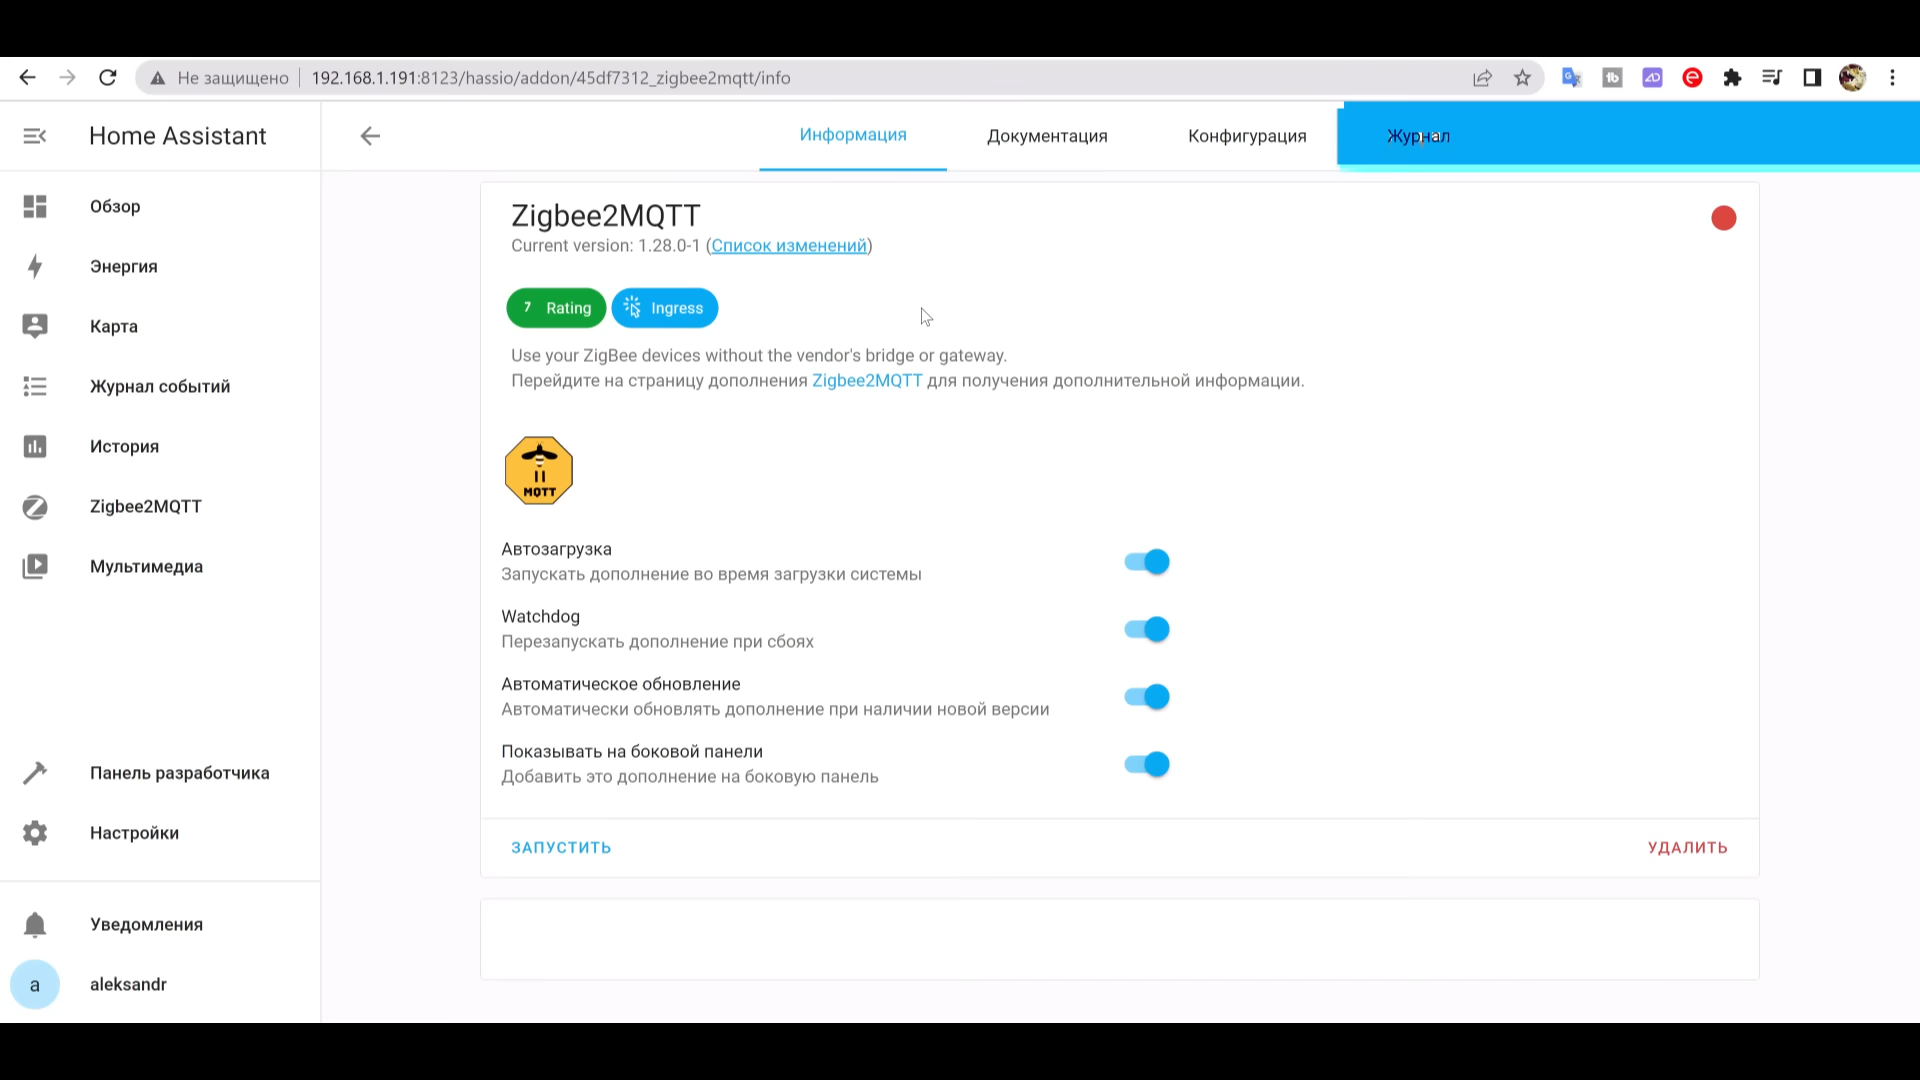 Не защищено 192.168.1.191:8123/hassio/addon/45df7312_zigbee2mqtt/info
Home Assistant
Информация Документация Конфигурация Журнал
Обзор
Энергия
Карта
Журнал событий
История
Zigbee2MQTT
Мультимедиа
Панель разработчика
Настройки
Уведомления
a aleksandr
Zigbee2MQTT
Current version: 1.28.0-1 (Список изменений)
7 Rating Ingress
Use your ZigBee devices without the vendor's bridge or gateway.
Перейдите на страницу дополнения Zigbee2MQTT для получения дополнительной информации.
MQTT
Автозагрузка
Запускать дополнение во время загрузки системы
Watchdog
Перезапускать дополнение при сбоях
Автоматическое обновление
Автоматически обновлять дополнение при наличии новой версии
Показывать на боковой панели
Добавить это дополнение на боковую панель
ЗАПУСТИТЬ УДАЛИТЬ